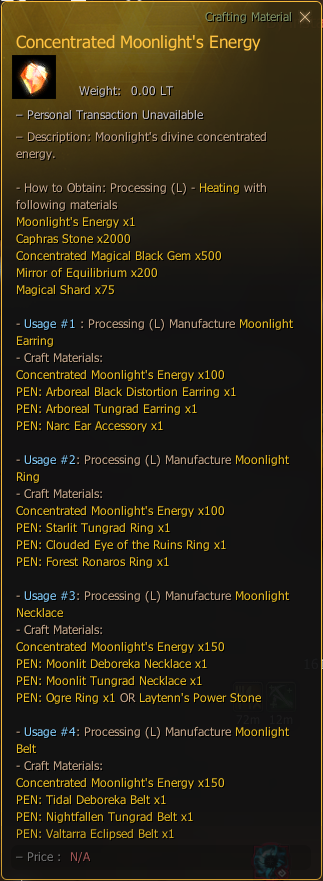 Crafting Material
Concentrated Moonlight's Energy
Weight: 0.00 LT
– Personal Transaction Unavailable
– Description: Moonlight's divine concentrated
energy.
- How to Obtain: Processing (L) - Heating with
following materials
Moonlight's Energy x1
Caphras Stone x2000
Concentrated Magical Black Gem x500
Mirror of Equilibrium x200
Magical Shard x75
- Usage #1 : Processing (L) Manufacture Moonlight
Earring
- Craft Materials:
Concentrated Moonlight's Energy x100
PEN: Arboreal Black Distortion Earring x1
PEN: Arboreal Tungrad Earring x1
PEN: Narc Ear Accessory x1
- Usage #2: Processing (L) Manufacture Moonlight
Ring
- Craft Materials:
Concentrated Moonlight's Energy x100
PEN: Starlit Tungrad Ring x1
PEN: Clouded Eye of the Ruins Ring x1
PEN: Forest Ronaros Ring x1
- Usage #3: Processing (L) Manufacture Moonlight
Necklace
- Craft Materials:
Concentrated Moonlight's Energy x150
PEN: Moonlit Deboreka Necklace x1
PEN: Moonlit Tungrad Necklace x1
PEN: Ogre Ring x1 OR Laytenn's Power Stone
72m 12m
- Usage #4: Processing (L) Manufacture Moonlight
Belt
- Craft Materials:
Concentrated Moonlight's Energy x150
PEN: Tidal Deboreka Belt x1
PEN: Nightfallen Tungrad Belt x1
PEN: Valtarra Eclipsed Belt x1
– Price : N/A